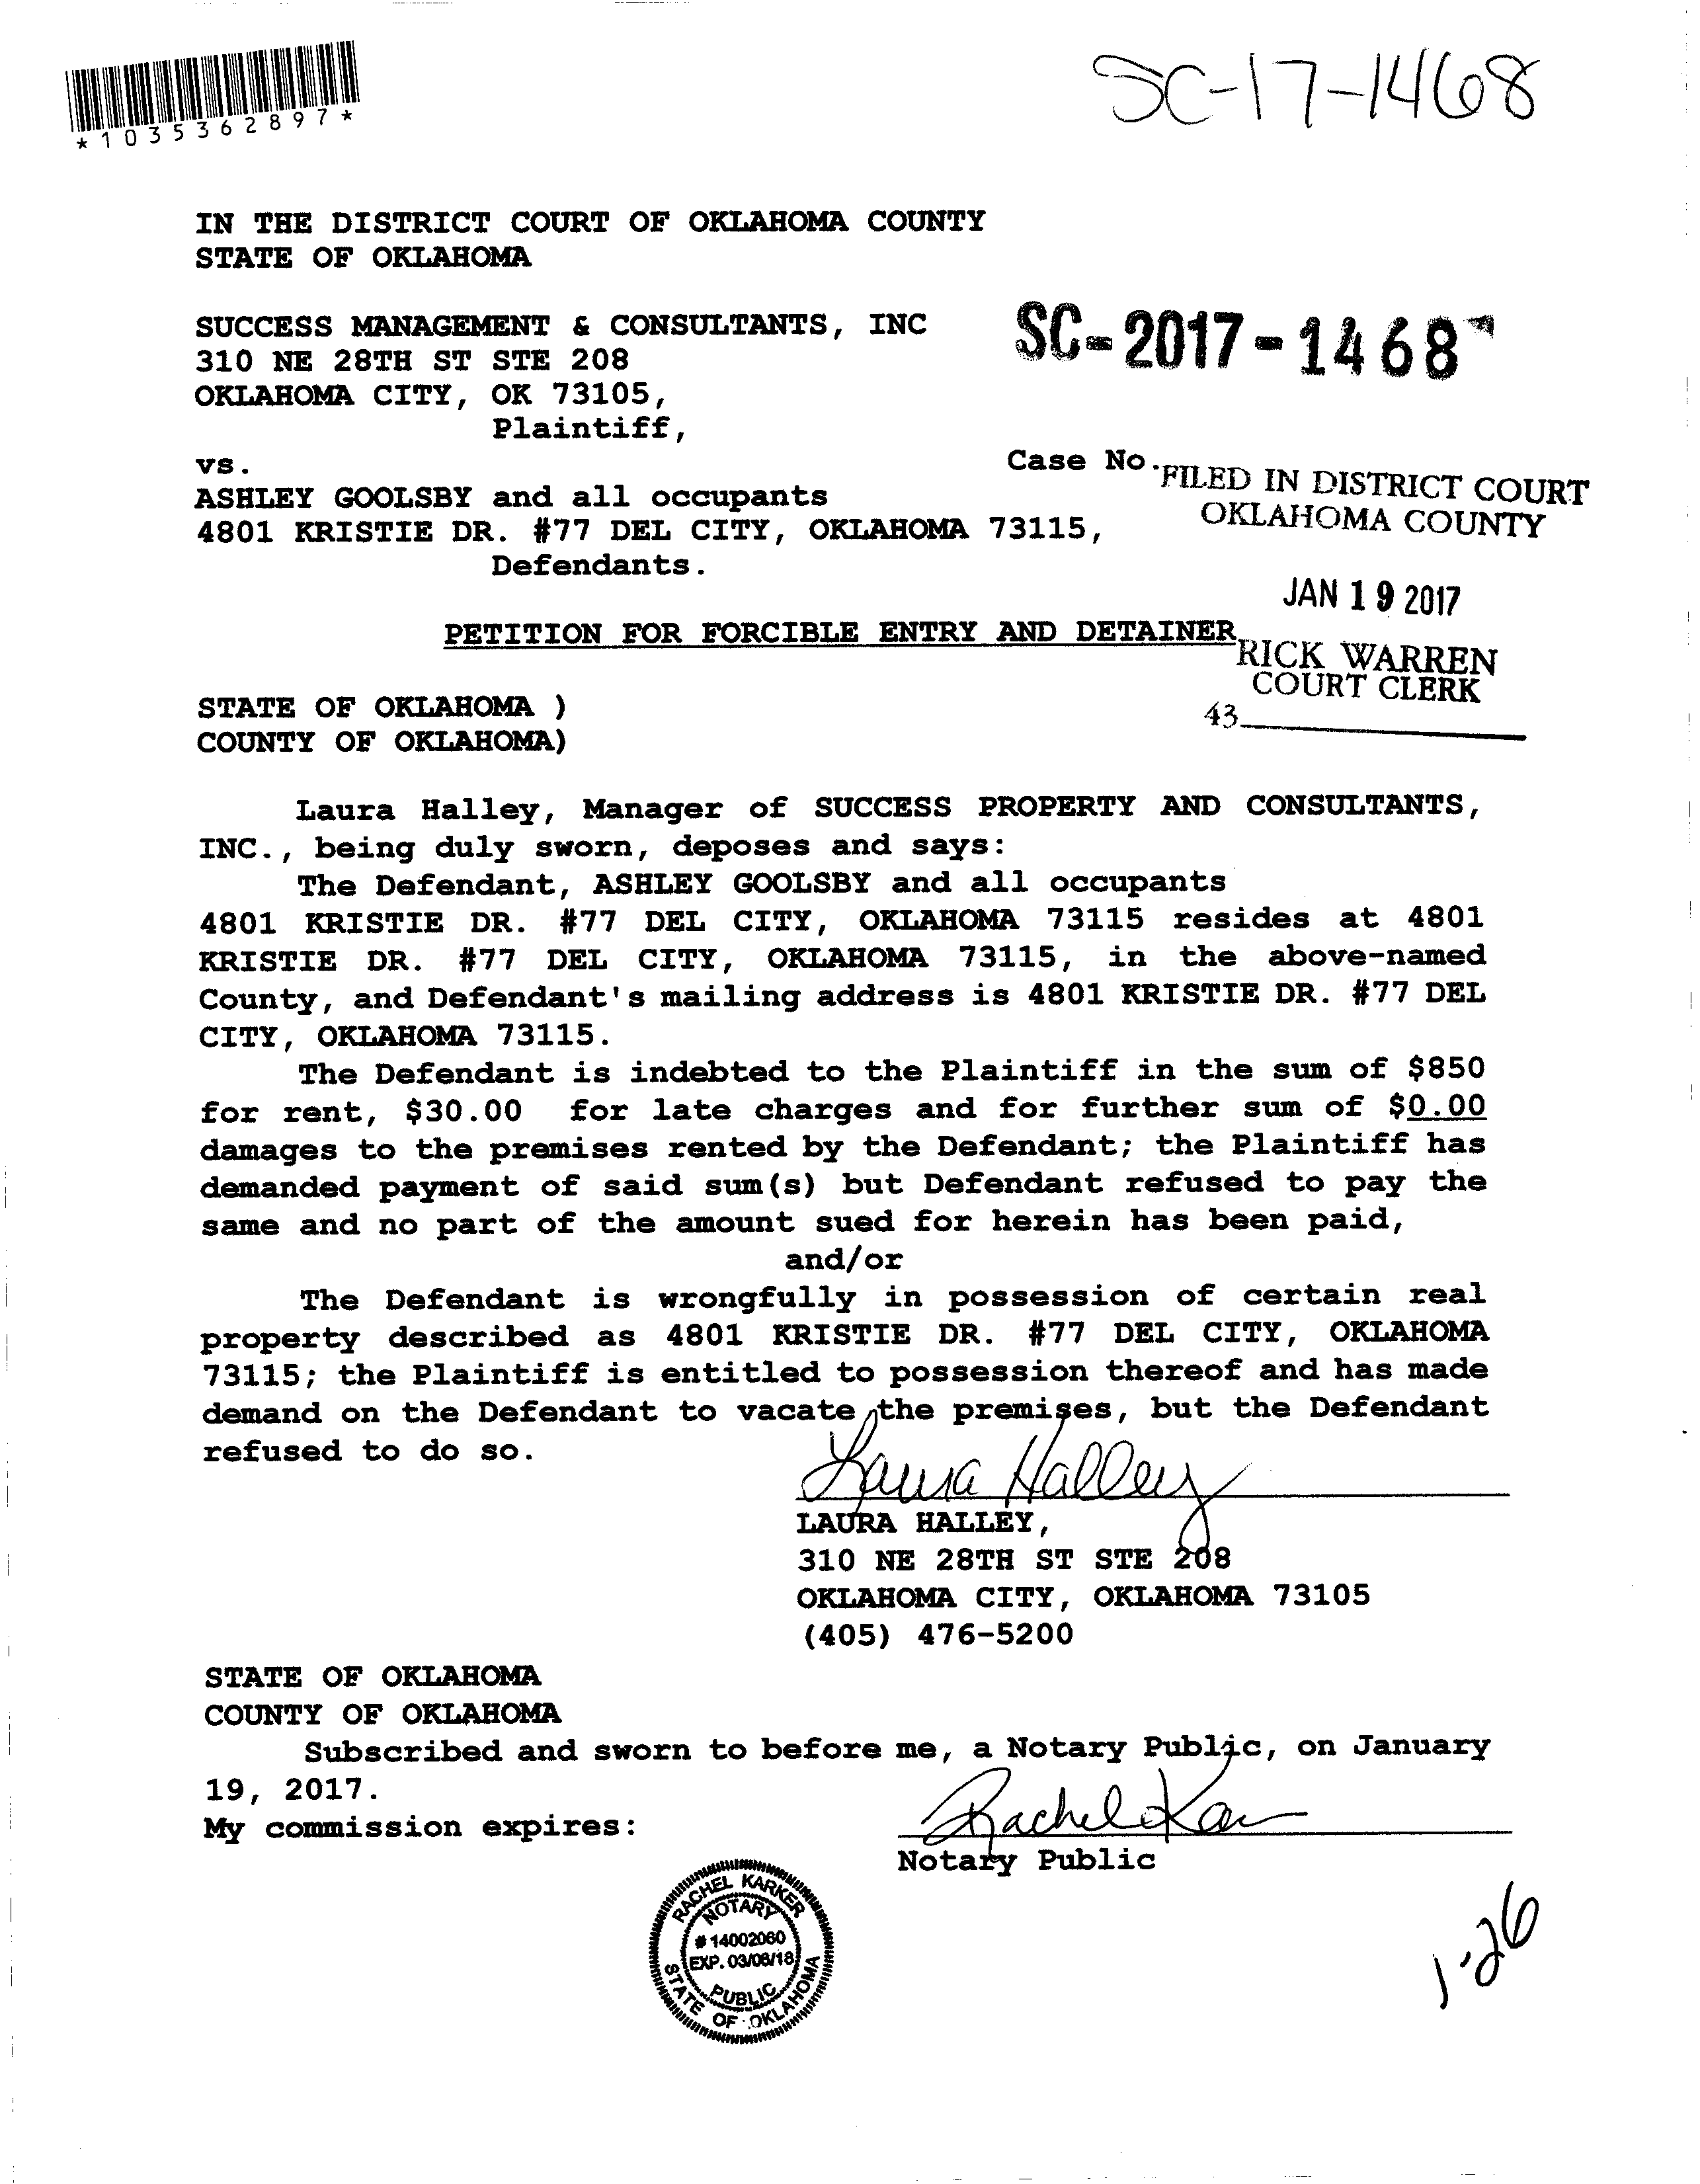 *1035362897*
SC-17-1468
IN THE DISTRICT COURT OF OKLAHOMA COUNTY
STATE OF OKLAHOMA
SUCCESS MANAGEMENT & CONSULTANTS, INC
310 NE 28TH ST STE 208
OKLAHOMA CITY, OK 73105,
Plaintiff,
SC-2017-1468
vs.
Case No.
ASHLEY GOOLSBY and all occupants
4801 KRISTIE DR. #77 DEL CITY, OKLAHOMA 73115,
Defendants.
FILED IN DISTRICT COURT
OKLAHOMA COUNTY
JAN 19 2017
RICK WARREN
COURT CLERK
43
PETITION FOR FORCIBLE ENTRY AND DETAINER
STATE OF OKLAHOMA )
COUNTY OF OKLAHOMA)
Laura Halley, Manager of SUCCESS PROPERTY AND CONSULTANTS,
INC., being duly sworn, deposes and says:
The Defendant, ASHLEY GOOLSBY and all occupants
4801 KRISTIE DR. #77 DEL CITY, OKLAHOMA 73115 resides at 4801
KRISTIE DR. #77 DEL CITY, OKLAHOMA 73115, in the above-named
County, and Defendant's mailing address is 4801 KRISTIE DR. #77 DEL
CITY, OKLAHOMA 73115.
The Defendant is indebted to the Plaintiff in the sum of $850
for rent, $30.00 for late charges and for further sum of $0.00
damages to the premises rented by the Defendant; the Plaintiff has
demanded payment of said sum(s) but Defendant refused to pay the
same and no part of the amount sued for herein has been paid,
and/or
The Defendant is wrongfully in possession of certain real
property described as 4801 KRISTIE DR. #77 DEL CITY, OKLAHOMA
73115; the Plaintiff is entitled to possession thereof and has made
demand on the Defendant to vacate the premises, but the Defendant
refused to do so.
Laura Halley
LAURA HALLEY,
310 NE 28TH ST STE 208
OKLAHOMA CITY, OKLAHOMA 73105
(405) 476-5200
STATE OF OKLAHOMA
COUNTY OF OKLAHOMA
Subscribed and sworn to before me, a Notary Public, on January
19, 2017.
My commission expires:
Rachel Kar
Notary Public
RACHEL KARKER
NOTARY
# 14002060
EXP. 03/06/18
PUBLIC
STATE OF OKLAHOMA
1-26